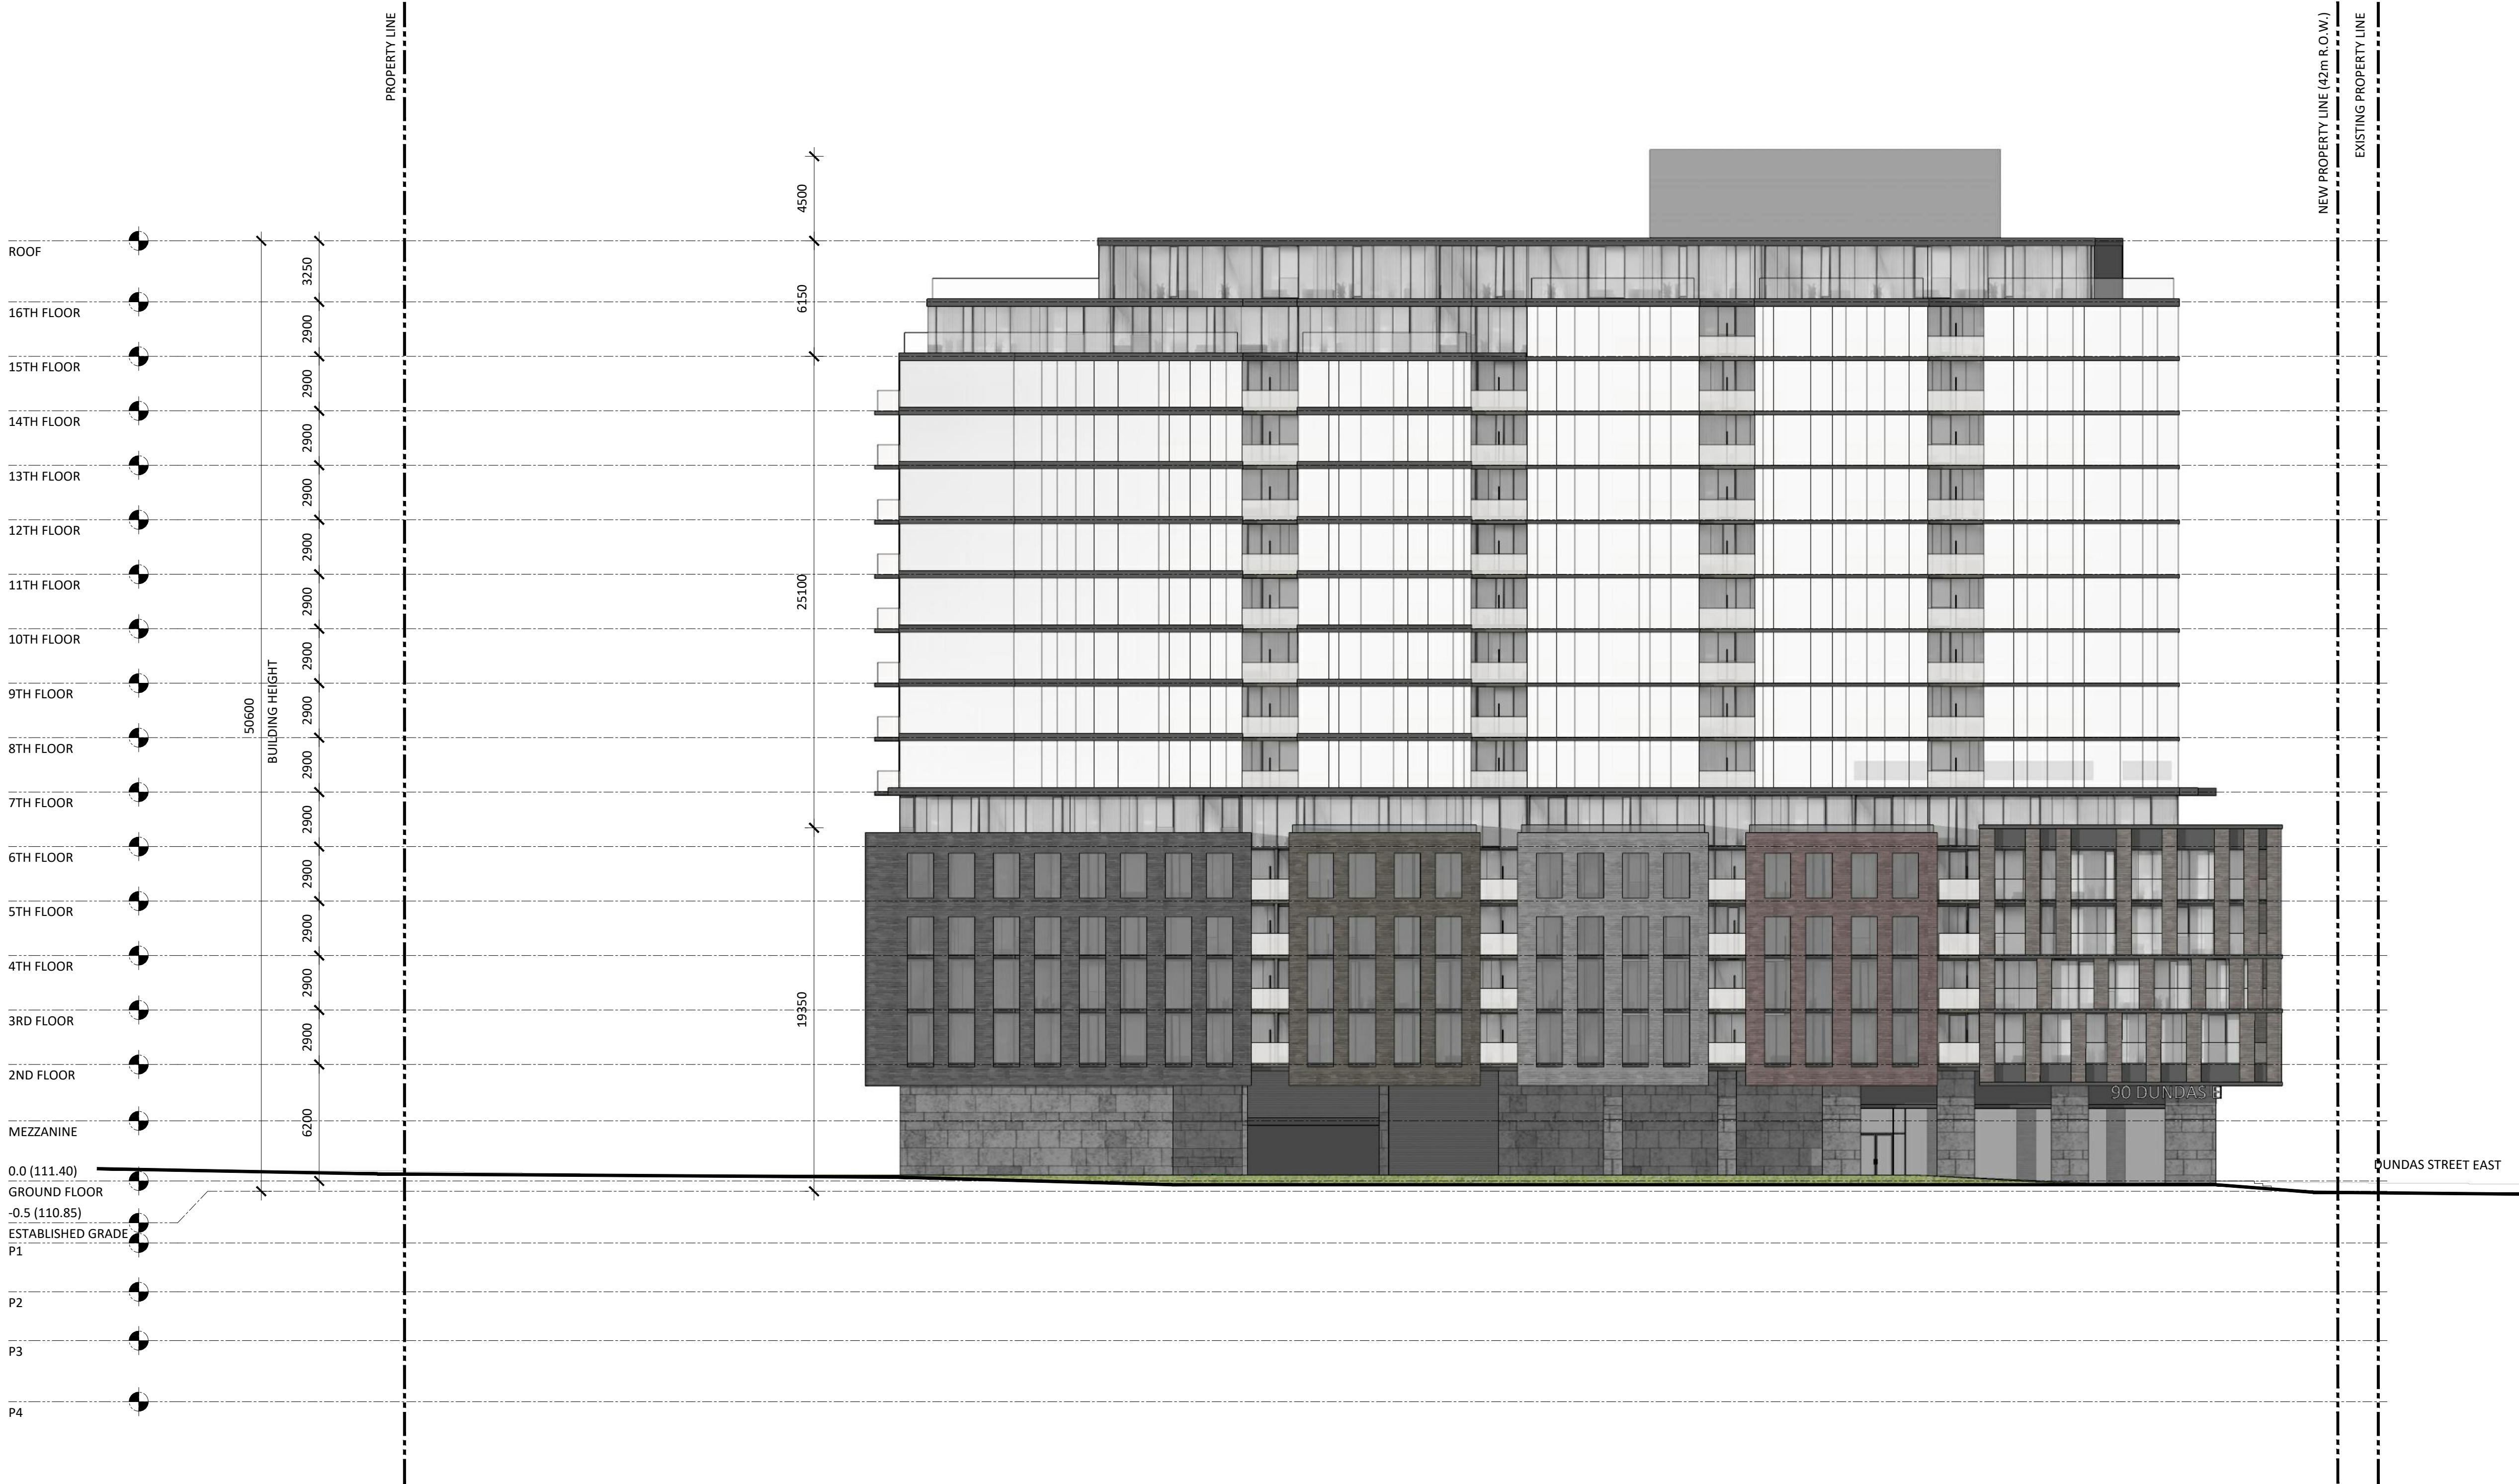 PROPERTY LINE
NEW PROPERTY LINE (42m R.O.W.)
EXISTING PROPERTY LINE
4500
ROOF
3250
6150
16TH FLOOR
2900
15TH FLOOR
2900
14TH FLOOR
2900
13TH FLOOR
2900
12TH FLOOR
2900
11TH FLOOR
2900
25100
10TH FLOOR
2900
9TH FLOOR
50600
BUILDING HEIGHT
2900
8TH FLOOR
2900
7TH FLOOR
2900
6TH FLOOR
2900
5TH FLOOR
2900
4TH FLOOR
2900
19350
3RD FLOOR
2900
2ND FLOOR
90 DUNDAS E
6200
MEZZANINE
0.0 (111.40)
GROUND FLOOR
DUNDAS STREET EAST
-0.5 (110.85)
ESTABLISHED GRADE
P1
P2
P3
P4